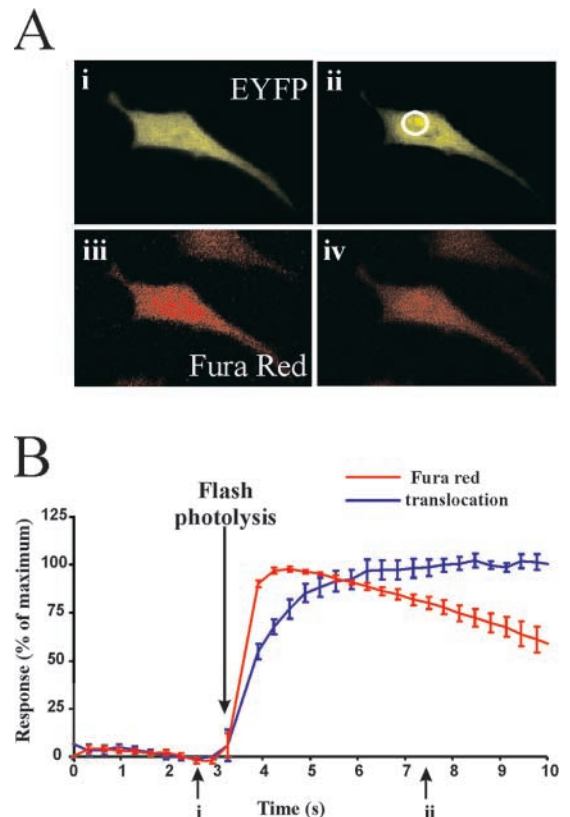 A
i
EYFP
ii
iii
Fura Red
iv
B
Fura red
translocation
Flash
photolysis
Response (% of maximum)
125
100
75
50
25
0
0 1 2 3 4 5 6 7 8 9 10
i
Time (s)
ii